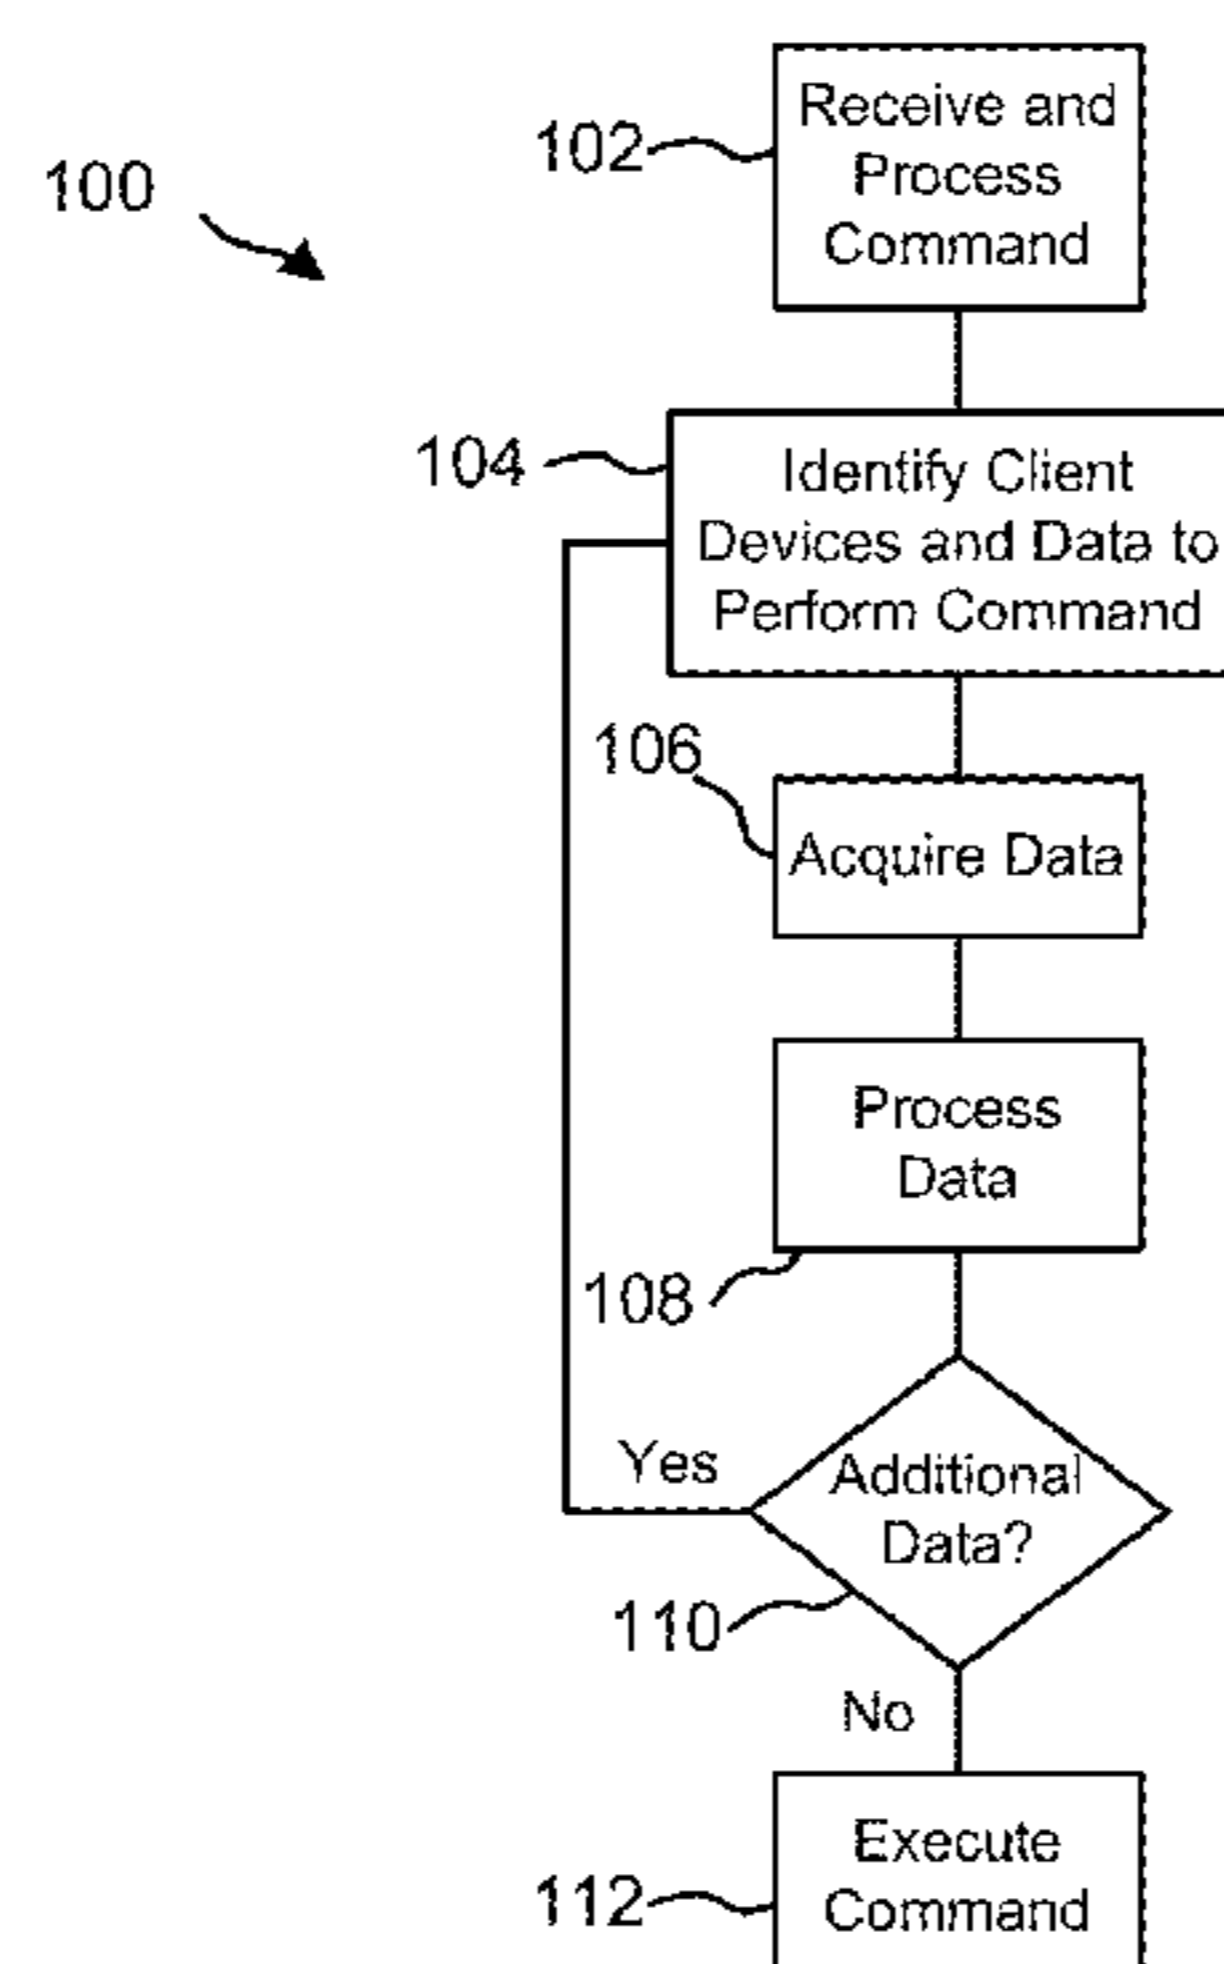 100
102
Receive and
Process
Command
104
Identify Client
Devices and Data to
Perform Command
106
Acquire Data
Process
Data
108
Yes
Additional
Data?
110
No
Execute
Command
112